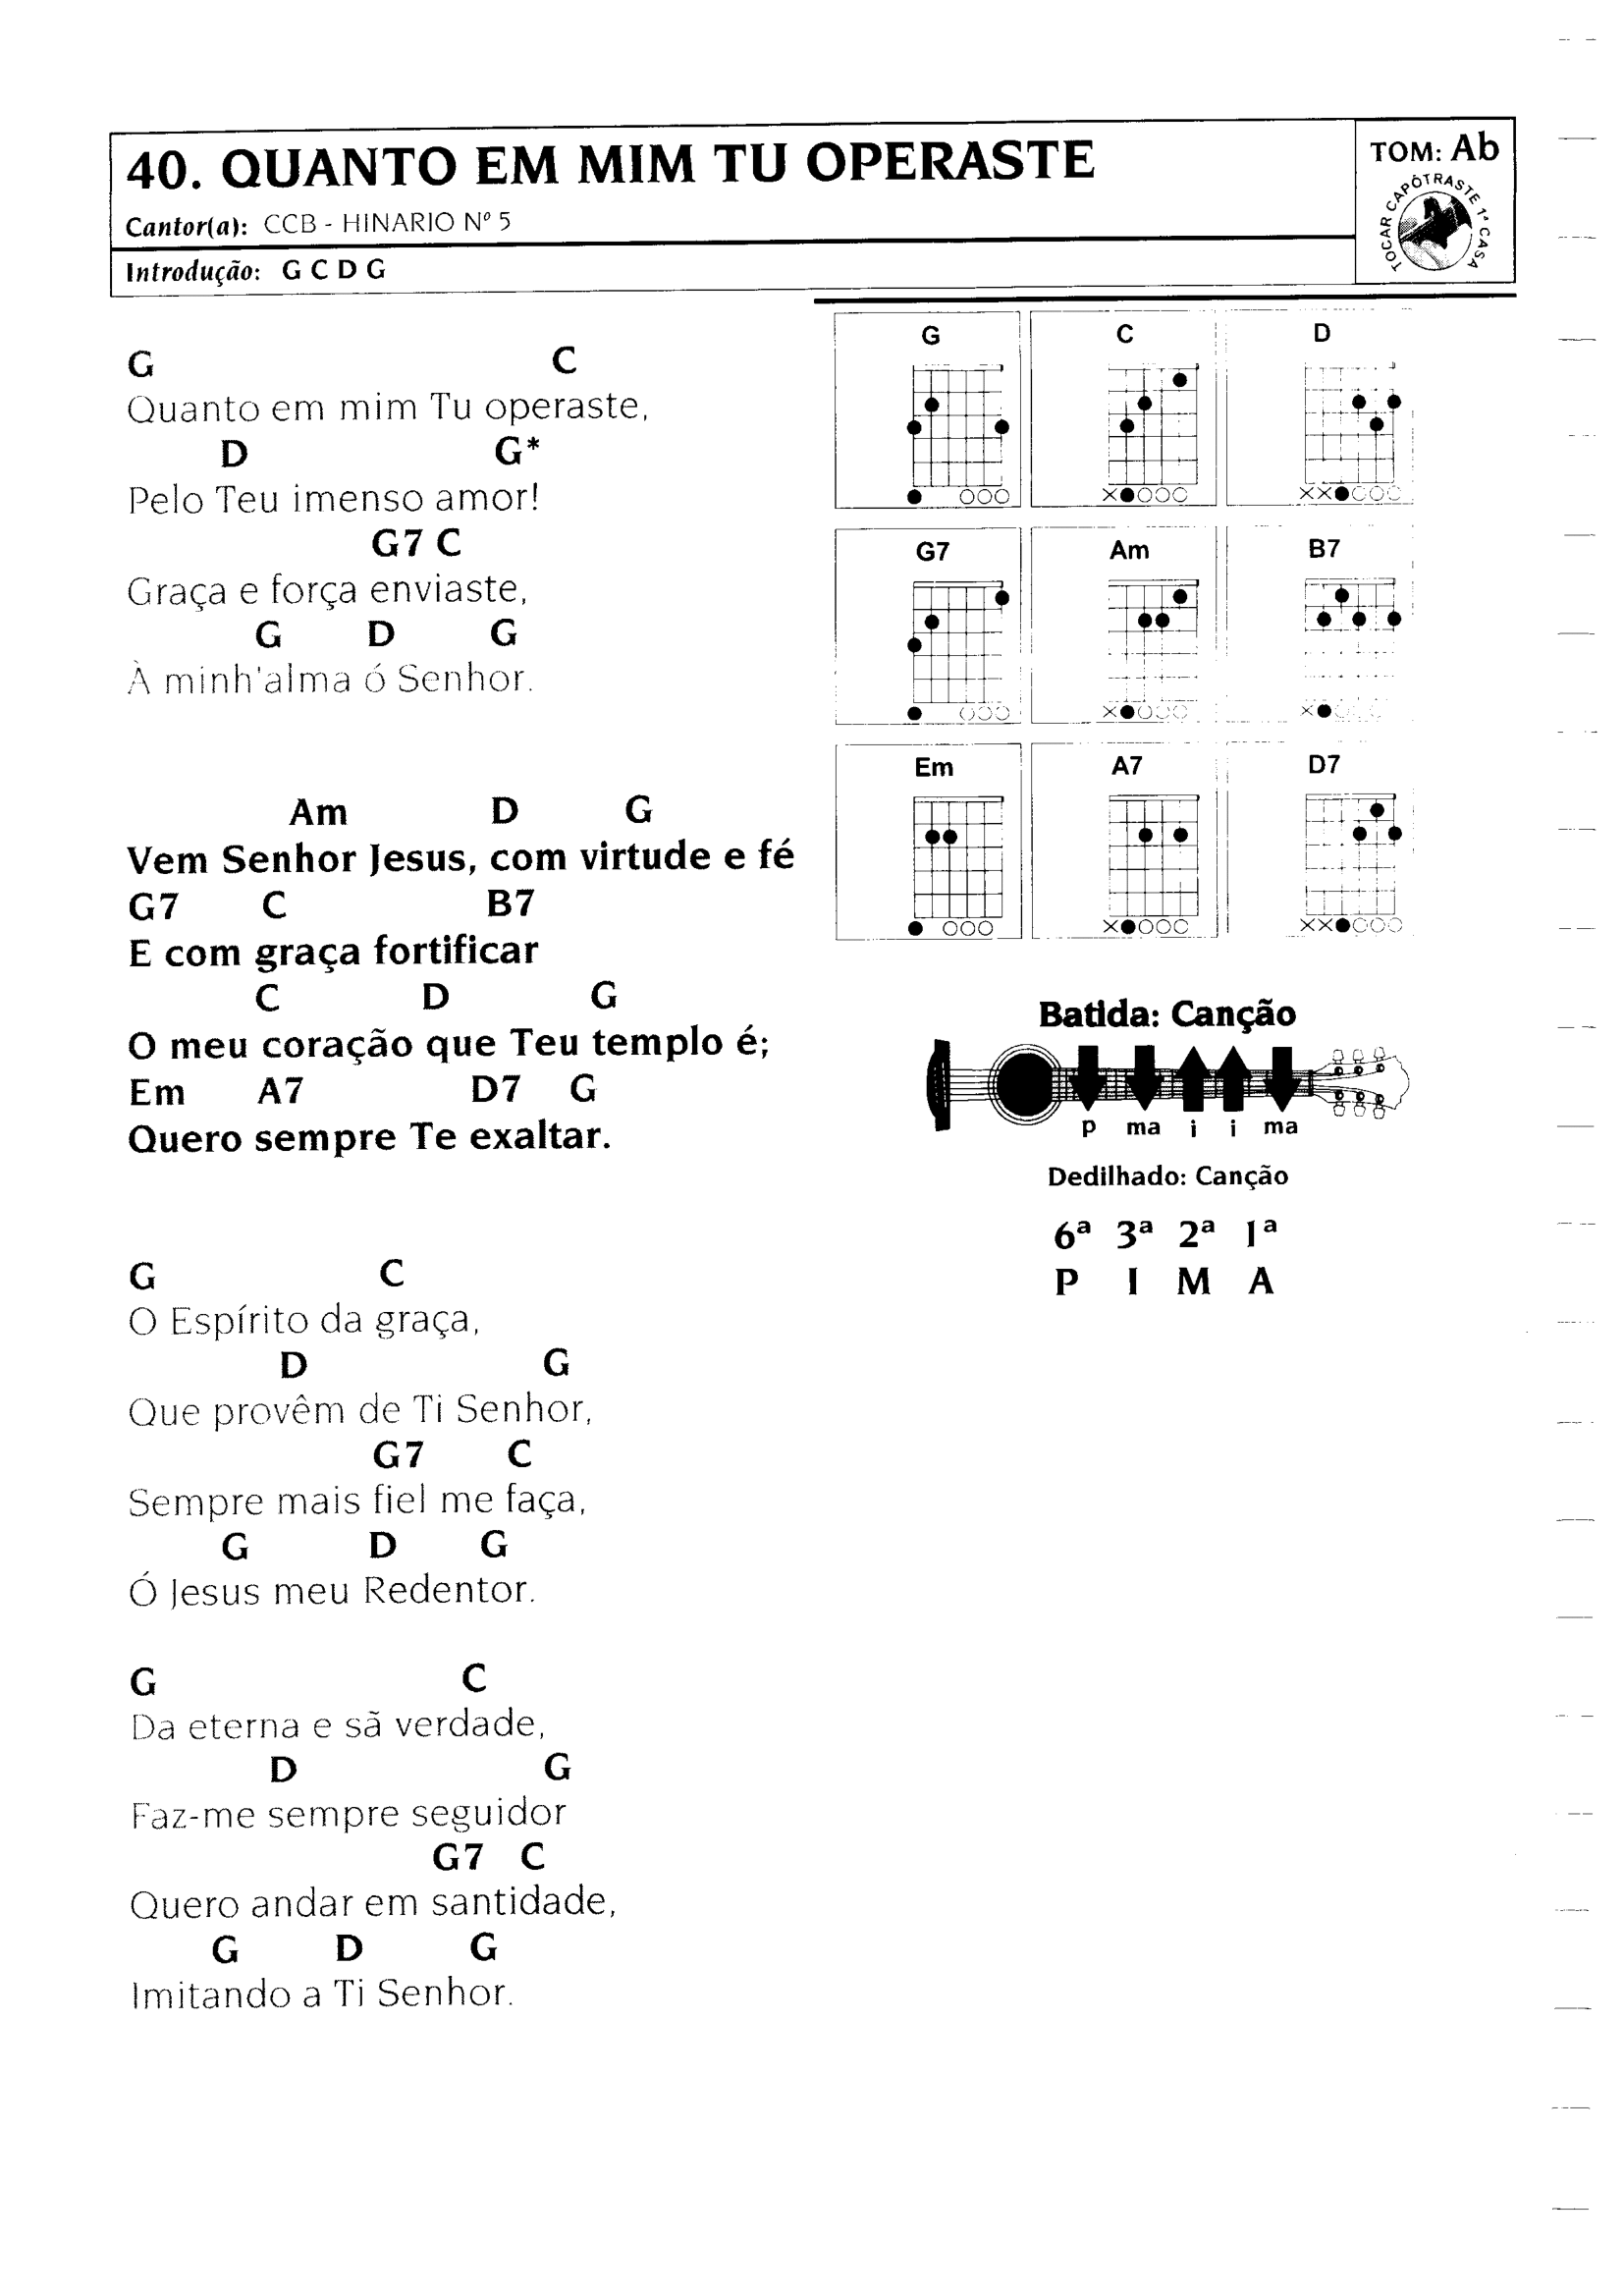 40. QUANTO EM MIM TU OPERASTE
Cantor(a): CCB - HINARIO Nº 5
Introdução: G C D G
TOM: Ab
TOCAR CAPÔTRASTE 1ª CASA
G C
Quanto em mim Tu operaste,
D G*
Pelo Teu imenso amor!
G7 C
Graça e força enviaste,
G D G
À minh'alma ó Senhor.
Am D G
Vem Senhor Jesus, com virtude e fé
G7 C B7
E com graça fortificar
C D G
O meu coração que Teu templo é;
Em A7 D7 G
Quero sempre Te exaltar.
G C
O Espírito da graça,
D G
Que provêm de Ti Senhor,
G7 C
Sempre mais fiel me faça,
G D G
Ó Jesus meu Redentor.
G C
Da eterna e sã verdade,
D G
Faz-me sempre seguidor
G7 C
Quero andar em santidade,
G D G
Imitando a Ti Senhor.
G C D
G7 Am B7
Em A7 D7
Batida: Canção
p ma i i ma
Dedilhado: Canção
6ª 3ª 2ª 1ª
P I M A